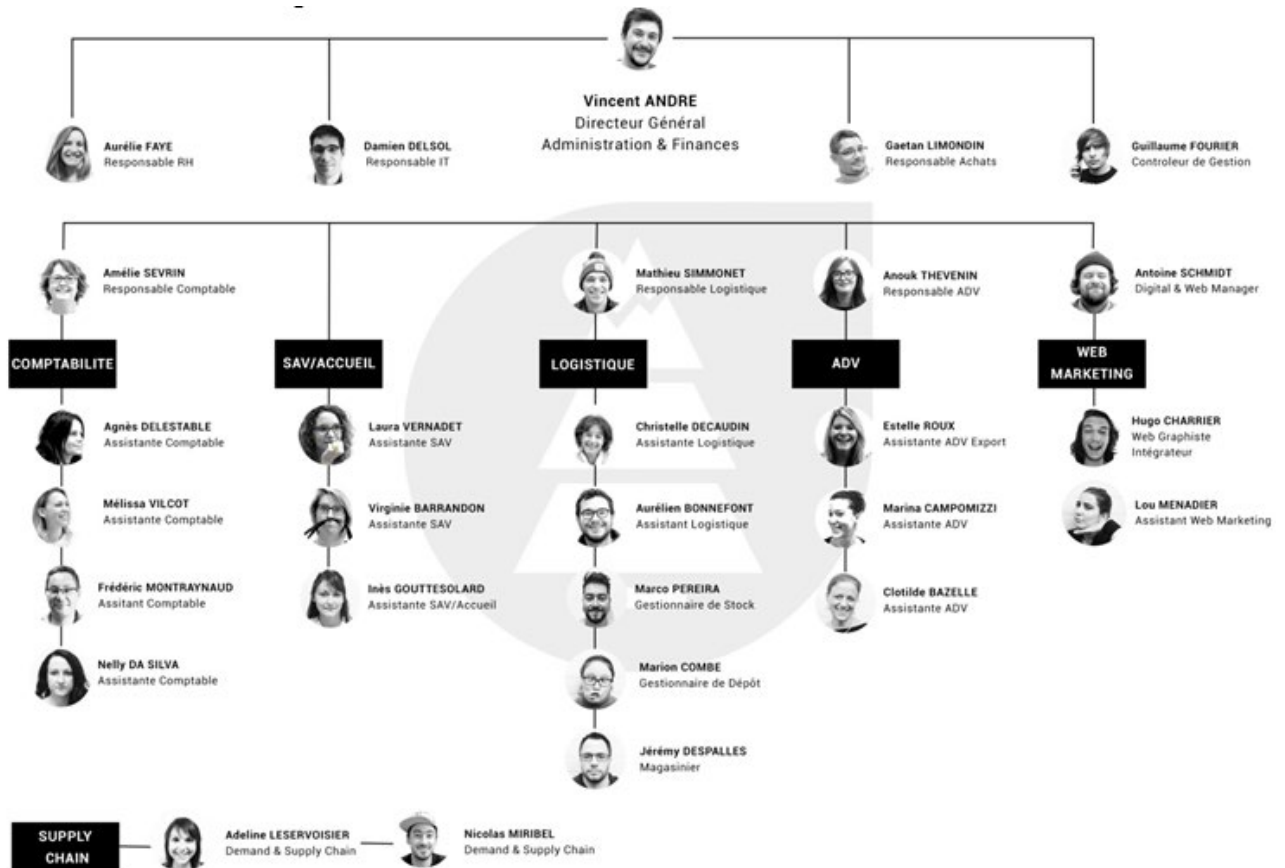 Vincent ANDRE
Directeur Général
Administration & Finances
Aurélie FAYE
Responsable RH
Damien DELSOL
Responsable IT
Gaetan LIMONDIN
Responsable Achats
Guillaume FOURIER
Controleur de Gestion
Amélie SEVRIN
Responsable Comptable
Mathieu SIMMONET
Responsable Logistique
Anouk THEVENIN
Responsable ADV
Antoine SCHMIDT
Digital & Web Manager
COMPTABILITE
SAV/ACCUEIL
LOGISTIQUE
ADV
WEB
MARKETING
Agnès DELESTABLE
Assistante Comptable
Laura VERNADET
Assistante SAV
Christelle DECAUDIN
Assistante Logistique
Estelle ROUX
Assistante ADV Export
Hugo CHARRIER
Web Graphiste
Intégrateur
Mélissa VILCOT
Assistante Comptable
Virginie BARRANDON
Assistante SAV
Aurélien BONNEFONT
Assistant Logistique
Marina CAMPOMIZZI
Assistante ADV
Lou MENADIER
Assistant Web Marketing
Frédéric MONTRAYNAUD
Assitant Comptable
Inès GOUTTESOLARD
Assistante SAV/Accueil
Marco PEREIRA
Gestionnaire de Stock
Clotilde BAZELLE
Assistante ADV
Nelly DA SILVA
Assistante Comptable
Marion COMBE
Gestionnaire de Dépôt
Jérémy DESPALLES
Magasinier
SUPPLY
CHAIN
Adeline LESERVOISIER
Demand & Supply Chain
Nicolas MIRIBEL
Demand & Supply Chain